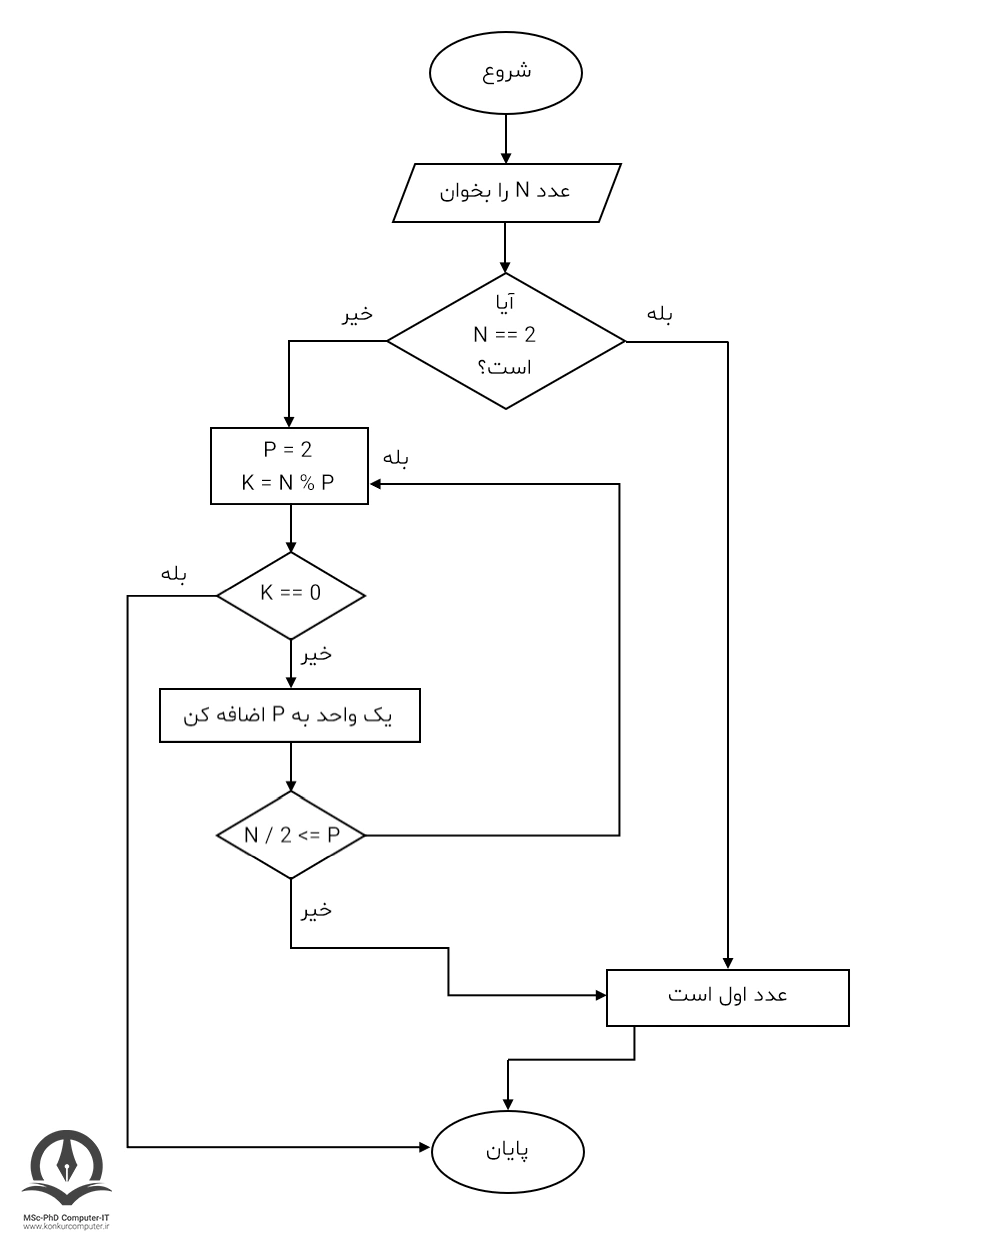 شروع
عدد N را بخوان
آیا
N == 2
است؟
خیر
بله
P = 2
K = N % P
بله
K == 0
بله
خیر
یک واحد به P اضافه کن
N / 2 <= P
خیر
عدد اول است
پایان
MSc-PhD Computer-IT
www.konkurcomputer.ir